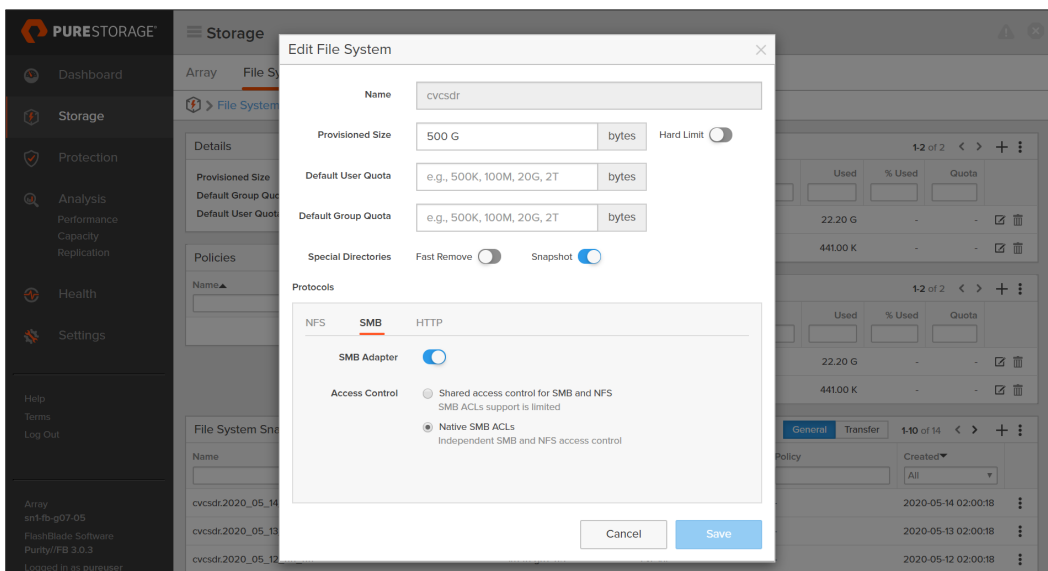 PURESTORAGE®
Storage
Edit File System
Dashboard
Array
File Sy
Storage
File System
Name
cvcsdr
Provisioned Size
500 G
bytes
Hard Limit
Protection
Details
1-2 of 2
Provisioned Size
Default User Quota
e.g., 500K, 100M, 20G, 2T
bytes
Used
% Used
Quota
Analysis
Default Group Quo
Performance
Default User Quota
Default Group Quota
e.g., 500K, 100M, 20G, 2T
bytes
22.20 G
-
-
Capacity
Replication
Policies
Special Directories
Fast Remove
Snapshot
441.00 K
-
-
Name
Protocols
1-2 of 2
Health
NFS
SMB
HTTP
Used
% Used
Quota
Settings
SMB Adapter
22.20 G
-
-
Access Control
Shared access control for SMB and NFS
SMB ACLs support is limited
441.00 K
-
-
Help
Terms
Log Out
Native SMB ACLs
Independent SMB and NFS access control
File System Sna
General
Transfer
1-10 of 14
Name
Policy
Created
All
Array
sn1-fb-g07-05
cvcsdr.2020_05_14
2020-05-14 02:00:18
FlashBlade Software
Purity//FB 3.0.3
cvcsdr.2020_05_13
Cancel
Save
2020-05-13 02:00:18
Logged in as pureuser
cvcsdr.2020_05_12
2020-05-12 02:00:18